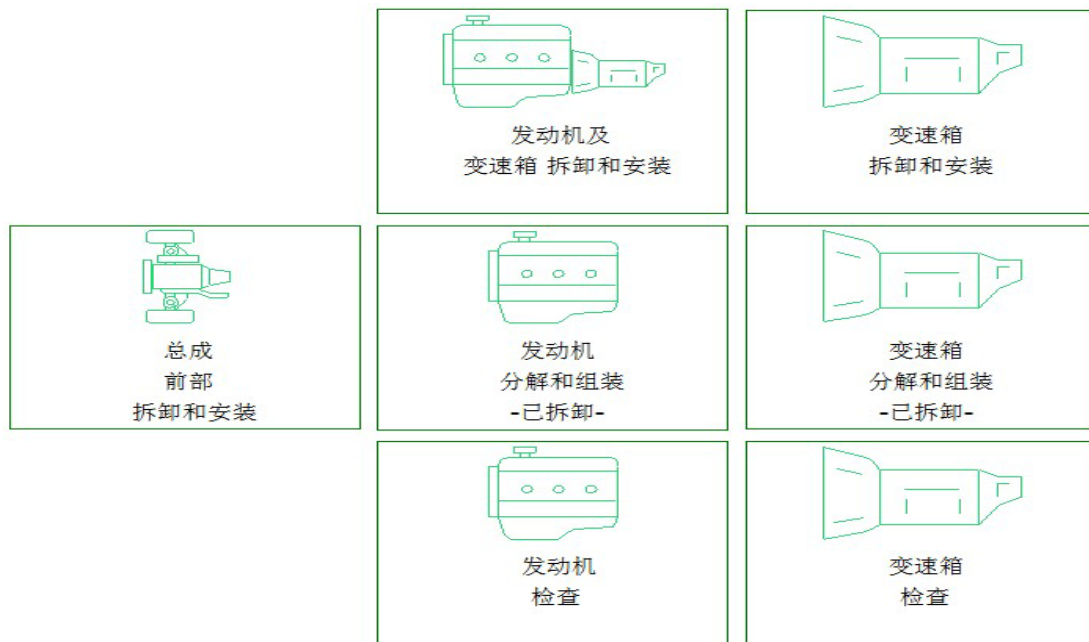 发动机及
变速箱 拆卸和安装
变速箱
拆卸和安装
总成
前部
拆卸和安装
发动机
分解和组装
-已拆卸-
变速箱
分解和组装
-已拆卸-
发动机
检查
变速箱
检查